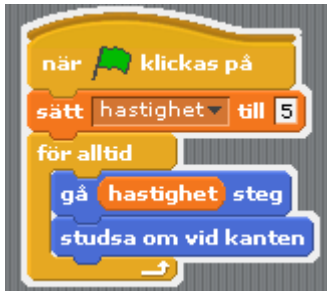 när klickas på
sätt hastighet till 5
för alltid
gå hastighet steg
studsa om vid kanten